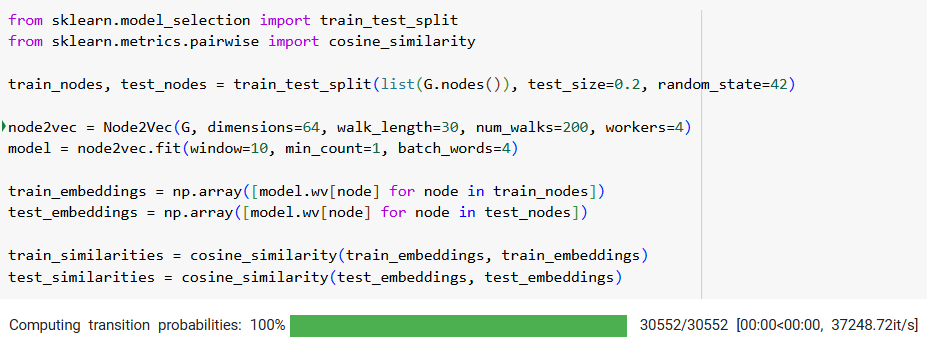 from sklearn.model_selection import train_test_split
from sklearn.metrics.pairwise import cosine_similarity
train_nodes, test_nodes = train_test_split(list(G.nodes()), test_size=0.2, random_state=42)
node2vec = Node2Vec(G, dimensions=64, walk_length=30, num_walks=200, workers=4)
model = node2vec.fit(window=10, min_count=1, batch_words=4)
train_embeddings = np.array([model.wv[node] for node in train_nodes])
test_embeddings = np.array([model.wv[node] for node in test_nodes])
train_similarities = cosine_similarity(train_embeddings, train_embeddings)
test_similarities = cosine_similarity(test_embeddings, test_embeddings)
Computing transition probabilities: 100% 30552/30552 [00:00<00:00, 37248.72it/s]